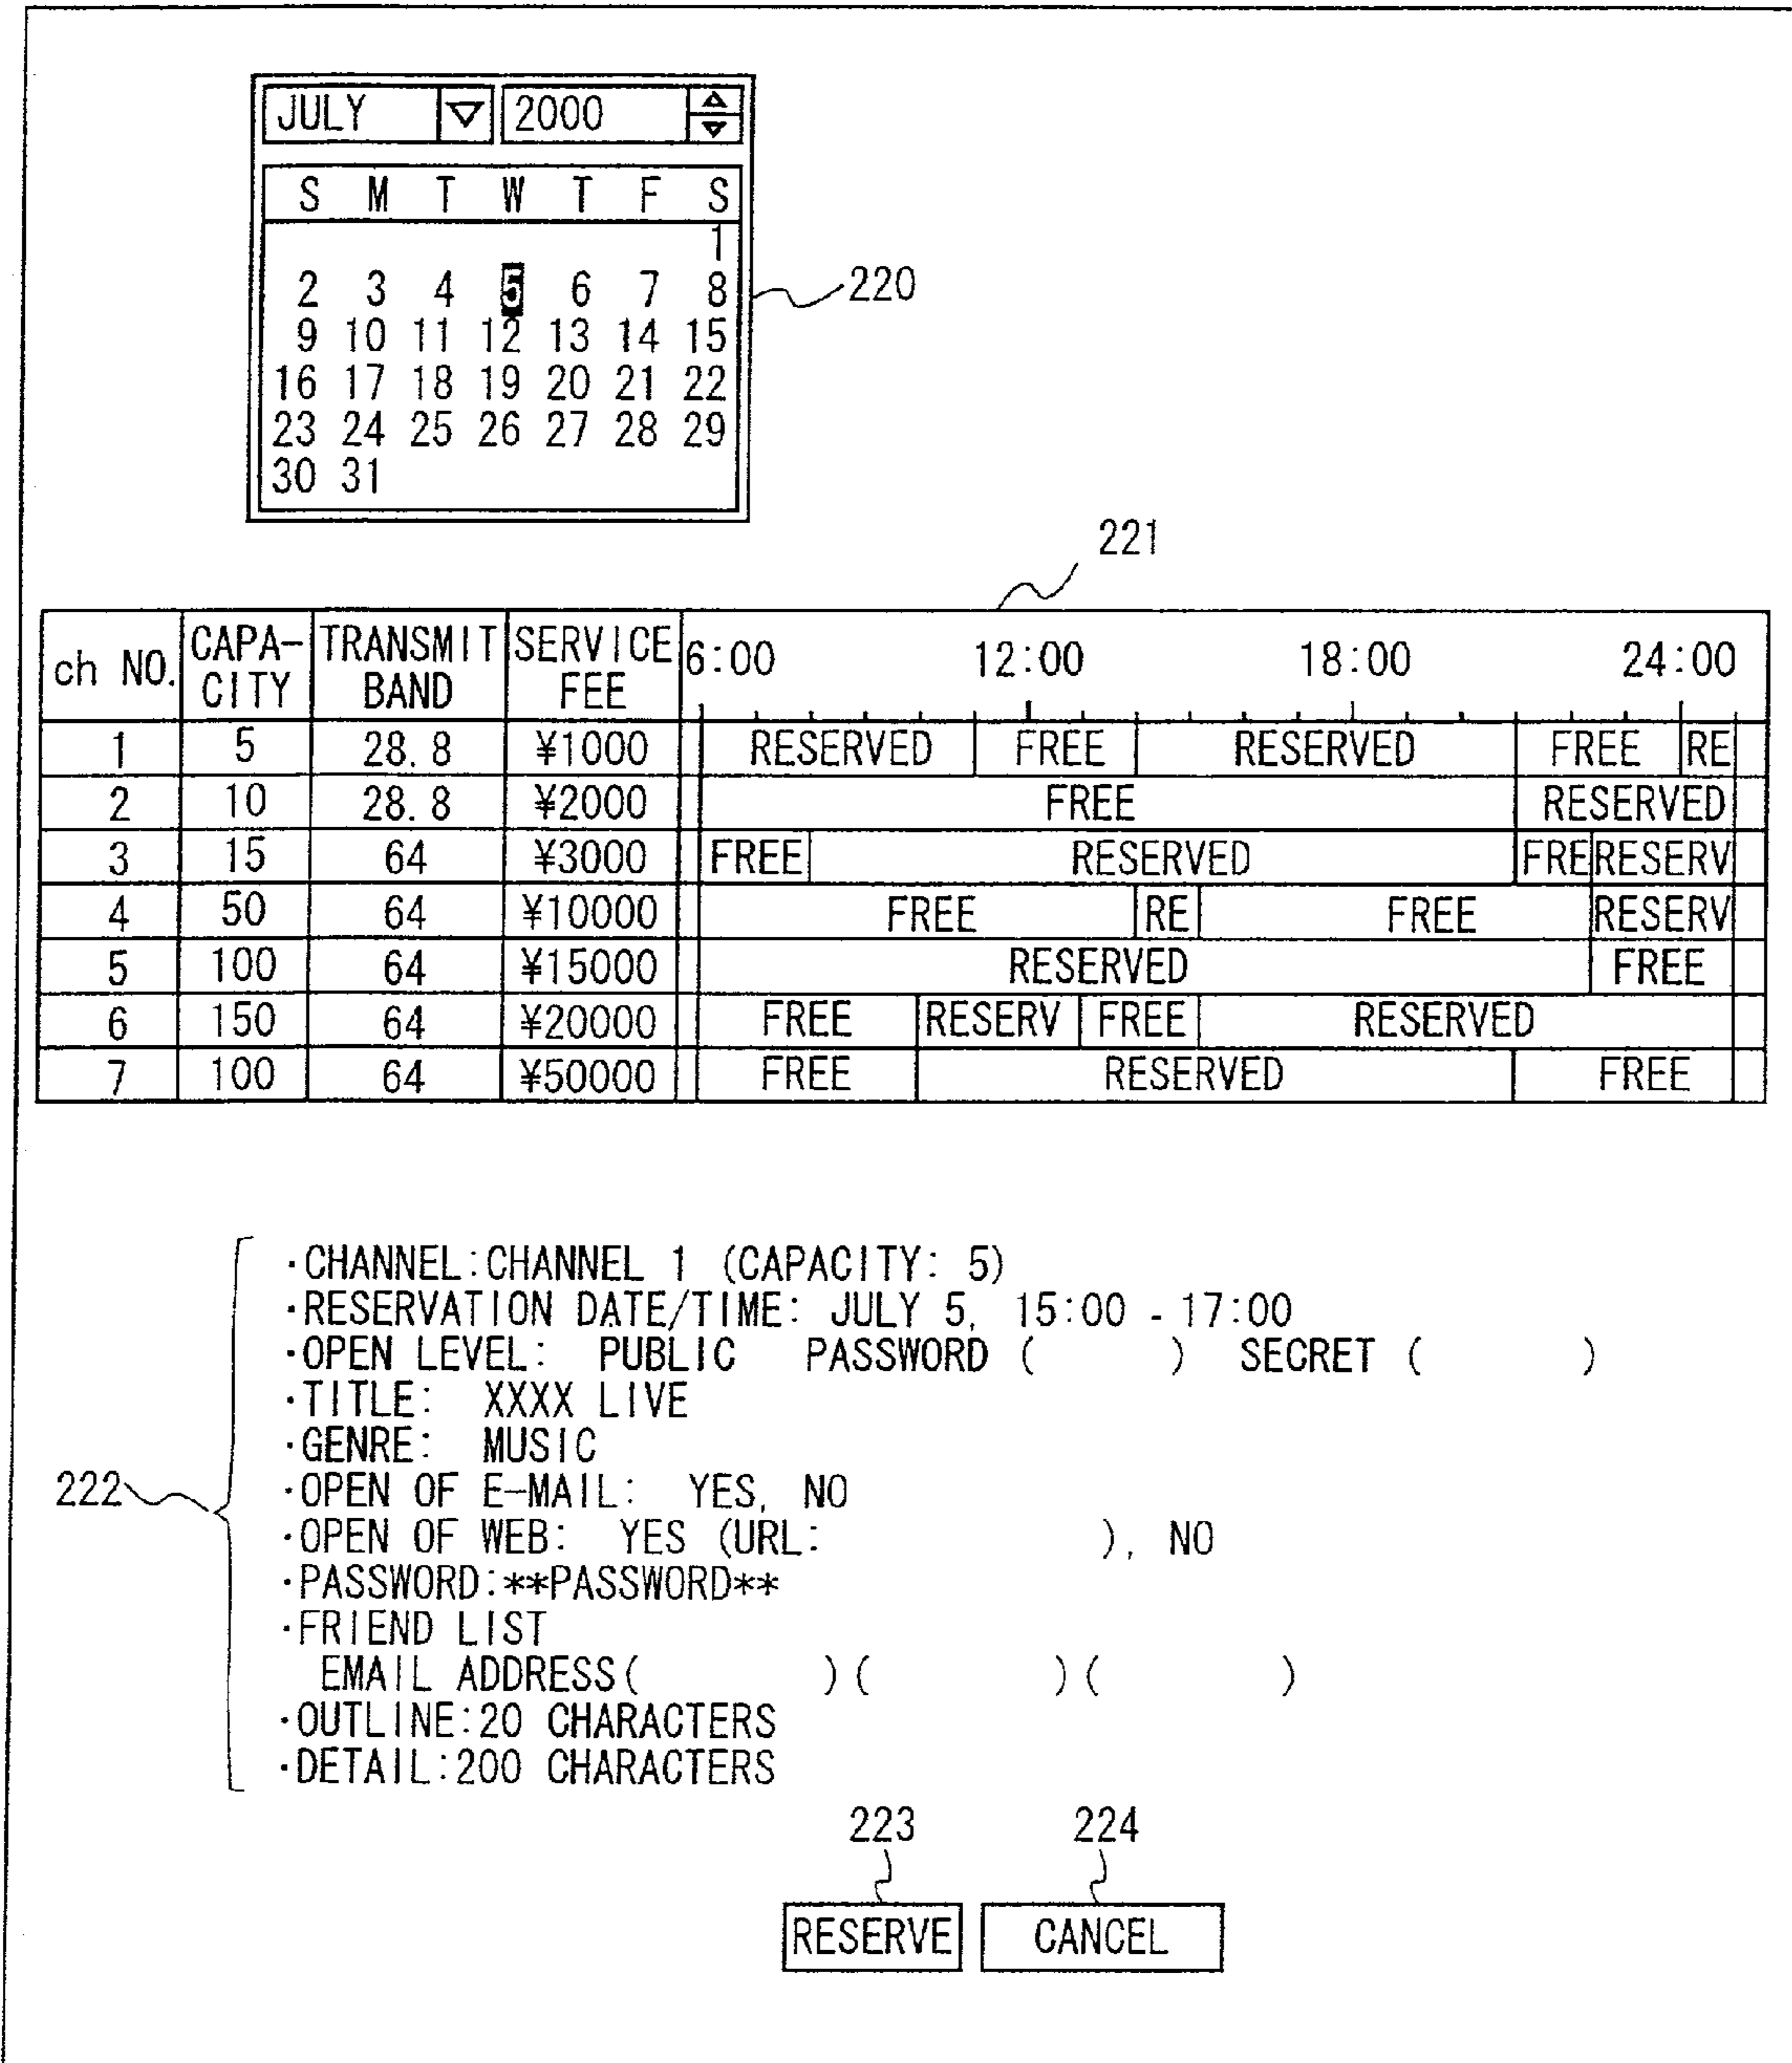 JULY 2000
S M T W T F S
1
2 3 4 5 6 7 8
9 10 11 12 13 14 15
16 17 18 19 20 21 22
23 24 25 26 27 28 29
30 31
220
221
ch NO. CAPA-CITY TRANSMIT BAND SERVICE FEE 6:00 12:00 18:00 24:00
1 5 28.8 ¥1000 RESERVED FREE RESERVED FREE RE
2 10 28.8 ¥2000 FREE RESERVED
3 15 64 ¥3000 FREE RESERVED FRE RESERV
4 50 64 ¥10000 FREE RE FREE RESERV
5 100 64 ¥15000 RESERVED FREE
6 150 64 ¥20000 FREE RESERV FREE RESERVED
7 100 64 ¥50000 FREE RESERVED FREE
222
·CHANNEL:CHANNEL 1 (CAPACITY: 5)
·RESERVATION DATE/TIME: JULY 5, 15:00 - 17:00
·OPEN LEVEL: PUBLIC PASSWORD ( ) SECRET ( )
·TITLE: XXXX LIVE
·GENRE: MUSIC
·OPEN OF E-MAIL: YES, NO
·OPEN OF WEB: YES (URL: ), NO
·PASSWORD:**PASSWORD**
·FRIEND LIST
EMAIL ADDRESS( )( )( )
·OUTLINE:20 CHARACTERS
·DETAIL:200 CHARACTERS
223 224
RESERVE CANCEL